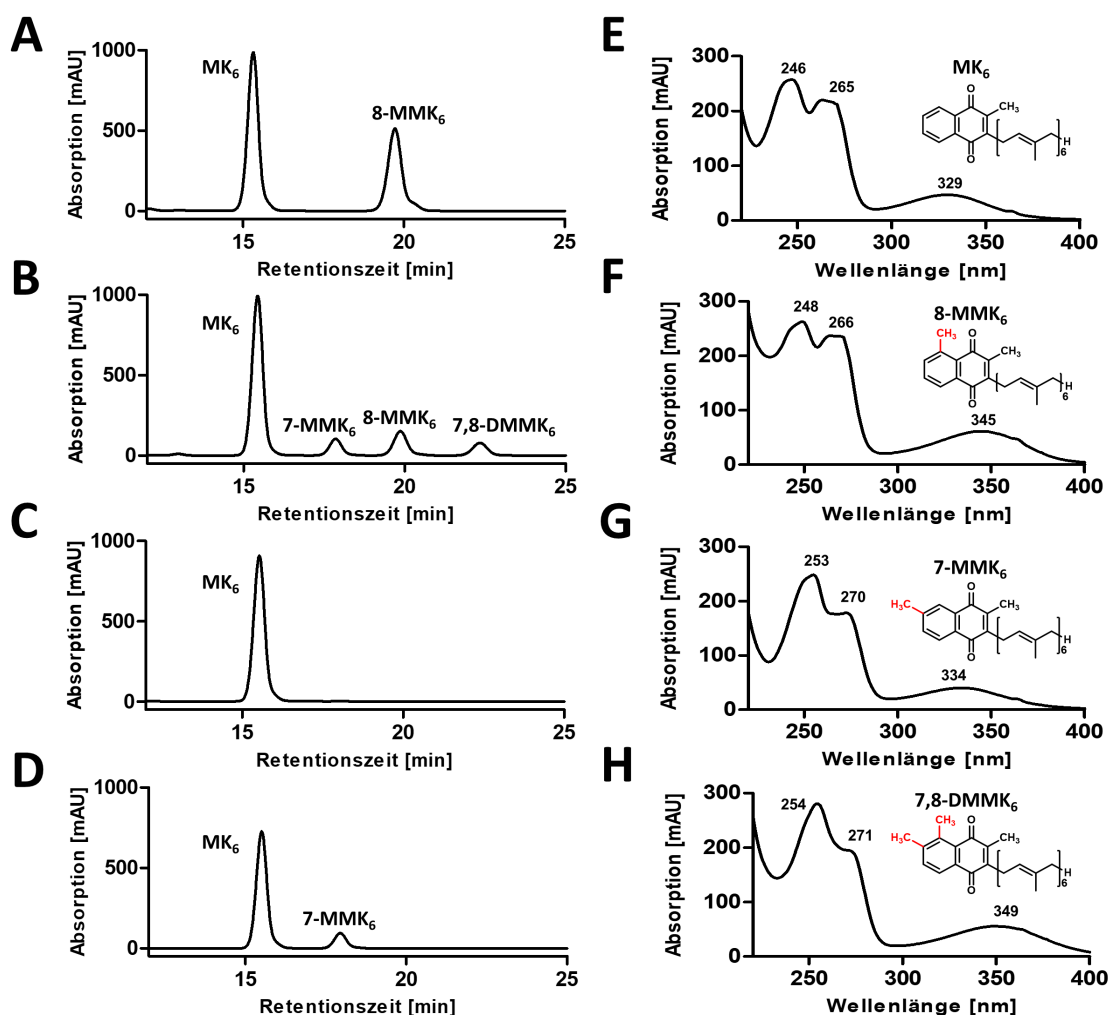 A
Absorption [mAU]
1000
500
0
MK6
8-MMK6
15
20
25
Retentionszeit [min]
B
Absorption [mAU]
1000
500
0
MK6
7-MMK6
8-MMK6
7,8-DMMK6
15
20
25
Retentionszeit [min]
C
Absorption [mAU]
1000
500
0
MK6
15
20
25
Retentionszeit [min]
D
Absorption [mAU]
1000
500
0
MK6
7-MMK6
15
20
25
Retentionszeit [min]
E
Absorption [mAU]
300
200
100
0
246
265
329
MK6
O
CH3
O
H
6
250
300
350
400
Wellenlänge [nm]
F
Absorption [mAU]
300
200
100
0
248
266
345
8-MMK6
CH3
O
CH3
O
H
6
250
300
350
400
Wellenlänge [nm]
G
Absorption [mAU]
300
200
100
0
253
270
334
7-MMK6
H3C
O
CH3
O
H
6
250
300
350
400
Wellenlänge [nm]
H
Absorption [mAU]
300
200
100
0
254
271
349
7,8-DMMK6
CH3
H3C
O
CH3
O
H
6
250
300
350
400
Wellenlänge [nm]